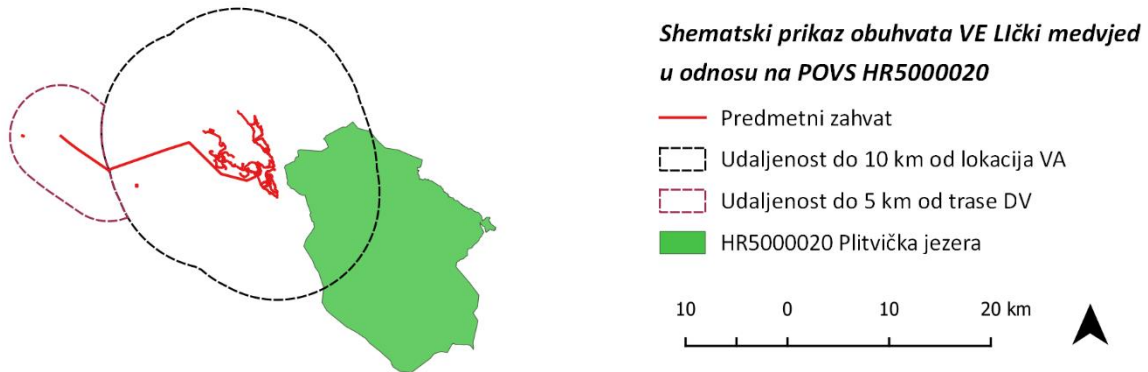 Shematski prikaz obuhvata VE LIčki medvjed
u odnosu na POVS HR5000020
Predmetni zahvat
Udaljenost do 10 km od lokacija VA
Udaljenost do 5 km od trase DV
HR5000020 Plitvička jezera
10 0 10 20 km